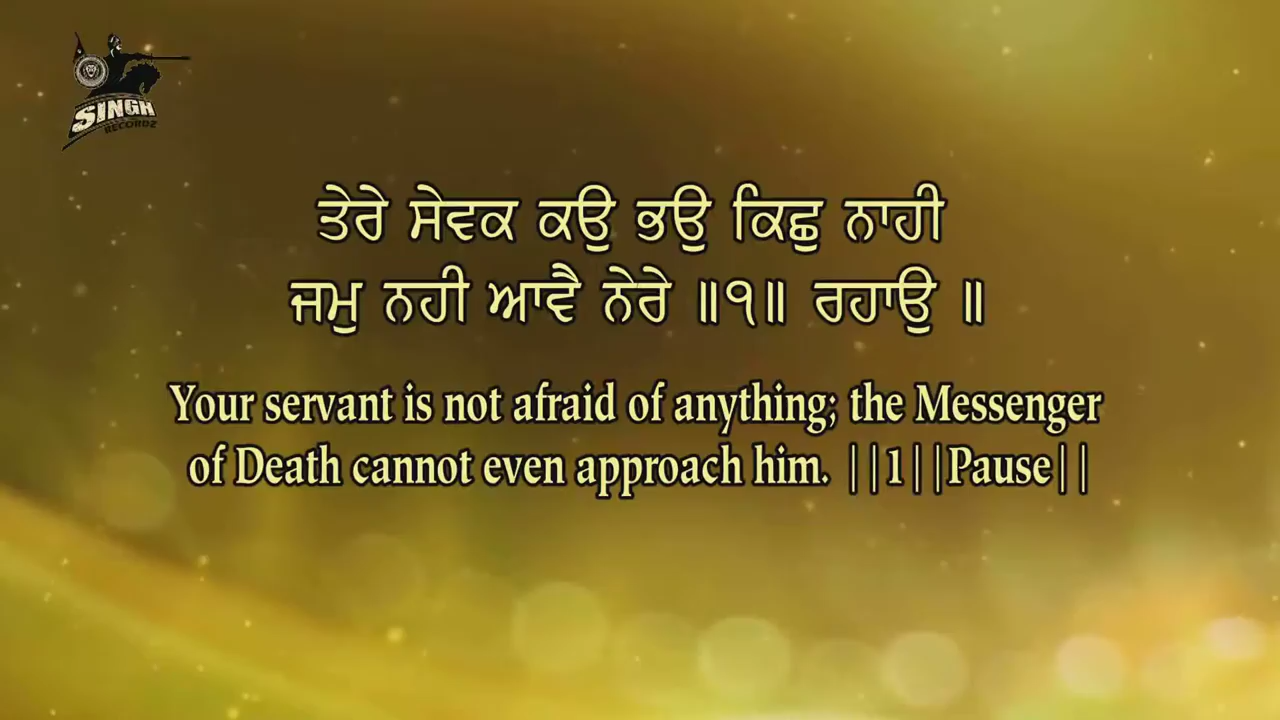 SINGH
RECORDZ
ਤੇਰੇ ਸੇਵਕ ਕਉ ਭਉ ਕਿਛੁ ਨਾਹੀ
ਜਮੁ ਨਹੀ ਆਵੈ ਨੇਰੇ ॥੧॥ ਰਹਾਉ ॥
Your servant is not afraid of anything; the Messenger
of Death cannot even approach him. ||1||Pause||